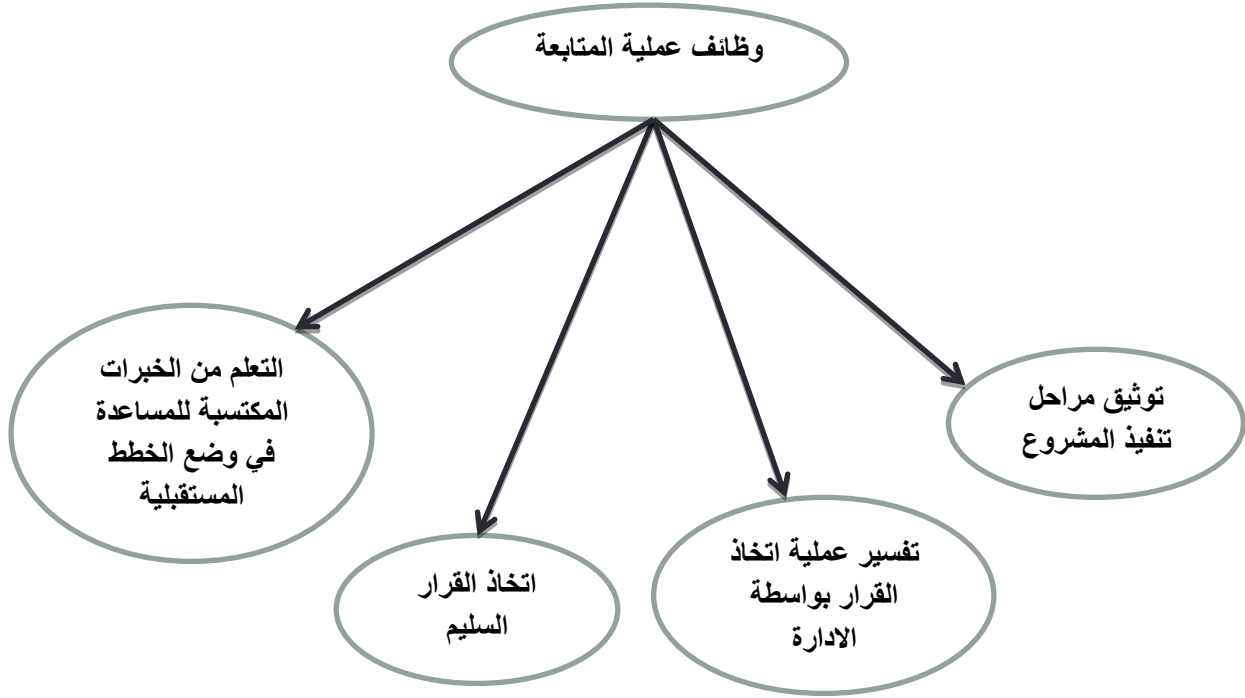 وظائف عملية المتابعة
توثيق مراحل
تنفيذ المشروع
تفسير عملية اتخاذ
القرار بواسطة
الادارة
اتخاذ القرار
السليم
التعلم من الخبرات
المكتسبة للمساعدة
في وضع الخطط
المستقبلية